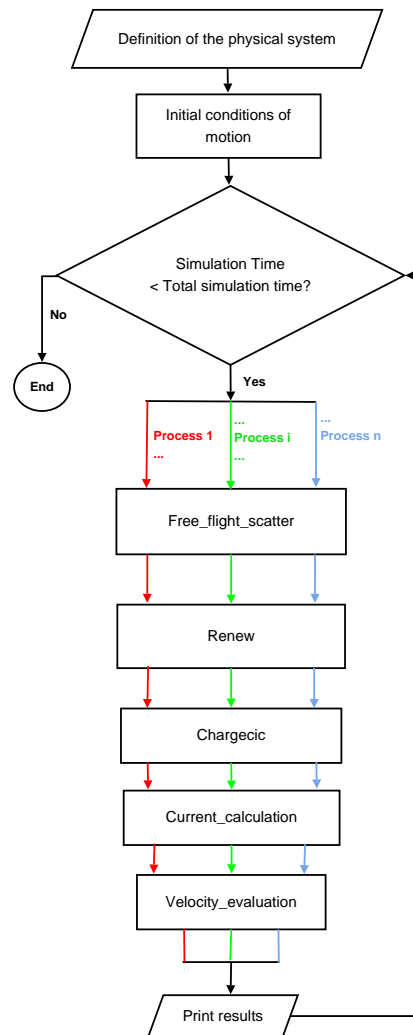 Definition of the physical system
Initial conditions of
motion
Simulation Time
< Total simulation time?
No
End
Yes
...
...
Process 1
Process i
Process n
...
...
Free_flight_scatter
Renew
Chargecic
Current_calculation
Velocity_evaluation
Print results